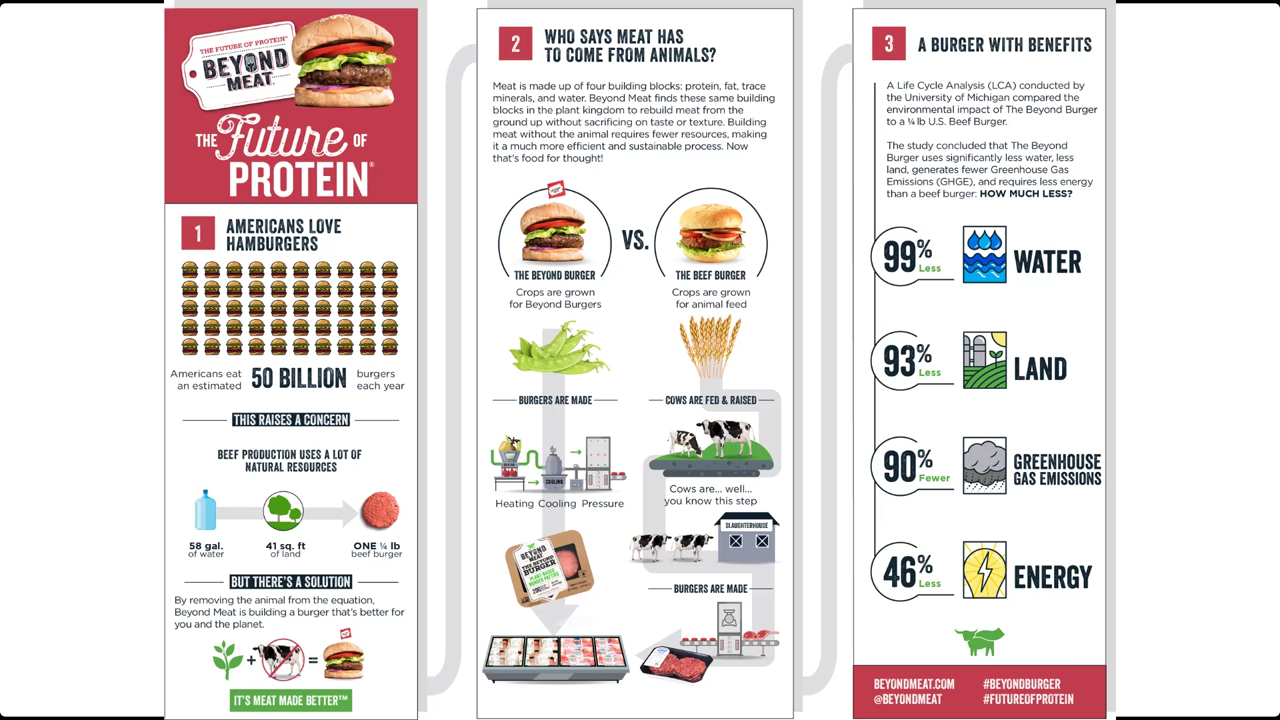 THE FUTURE OF PROTEIN®
BEYOND
MEAT
THE Future OF
PROTEIN®
1
AMERICANS LOVE
HAMBURGERS
Americans eat
an estimated
50 BILLION
burgers
each year
THIS RAISES A CONCERN
BEEF PRODUCTION USES A LOT OF
NATURAL RESOURCES
58 gal.
of water
41 sq. ft
of land
ONE ¼ lb
beef burger
BUT THERE'S A SOLUTION
By removing the animal from the equation,
Beyond Meat is building a burger that's better for
you and the planet.
+
=
IT'S MEAT MADE BETTER™
2
WHO SAYS MEAT HAS
TO COME FROM ANIMALS?
Meat is made up of four building blocks: protein, fat, trace
minerals, and water. Beyond Meat finds these same building
blocks in the plant kingdom to rebuild meat from the
ground up without sacrificing on taste or texture. Building
meat without the animal requires fewer resources, making
it a much more efficient and sustainable process. Now
that's food for thought!
VS.
THE BEYOND BURGER
Crops are grown
for Beyond Burgers
THE BEEF BURGER
Crops are grown
for animal feed
BURGERS ARE MADE
COOLING
Heating Cooling Pressure
BEYOND
MEAT
THE BEYOND
BURGER
PLANT-BASED
BURGER PATTIES
COWS ARE FED & RAISED
Cows are... well...
you know this step
SLAUGHTERHOUSE
BURGERS ARE MADE
3
A BURGER WITH BENEFITS
A Life Cycle Analysis (LCA) conducted by
the University of Michigan compared the
environmental impact of The Beyond Burger
to a ¼ lb U.S. Beef Burger.
The study concluded that The Beyond
Burger uses significantly less water, less
land, generates fewer Greenhouse Gas
Emissions (GHGE), and requires less energy
than a beef burger: HOW MUCH LESS?
99% Less
WATER
93% Less
LAND
90% Fewer
GREENHOUSE
GAS EMISSIONS
46% Less
ENERGY
BEYONDMEAT.COM
@BEYONDMEAT
#BEYONDBURGER
#FUTUREOFPROTEIN